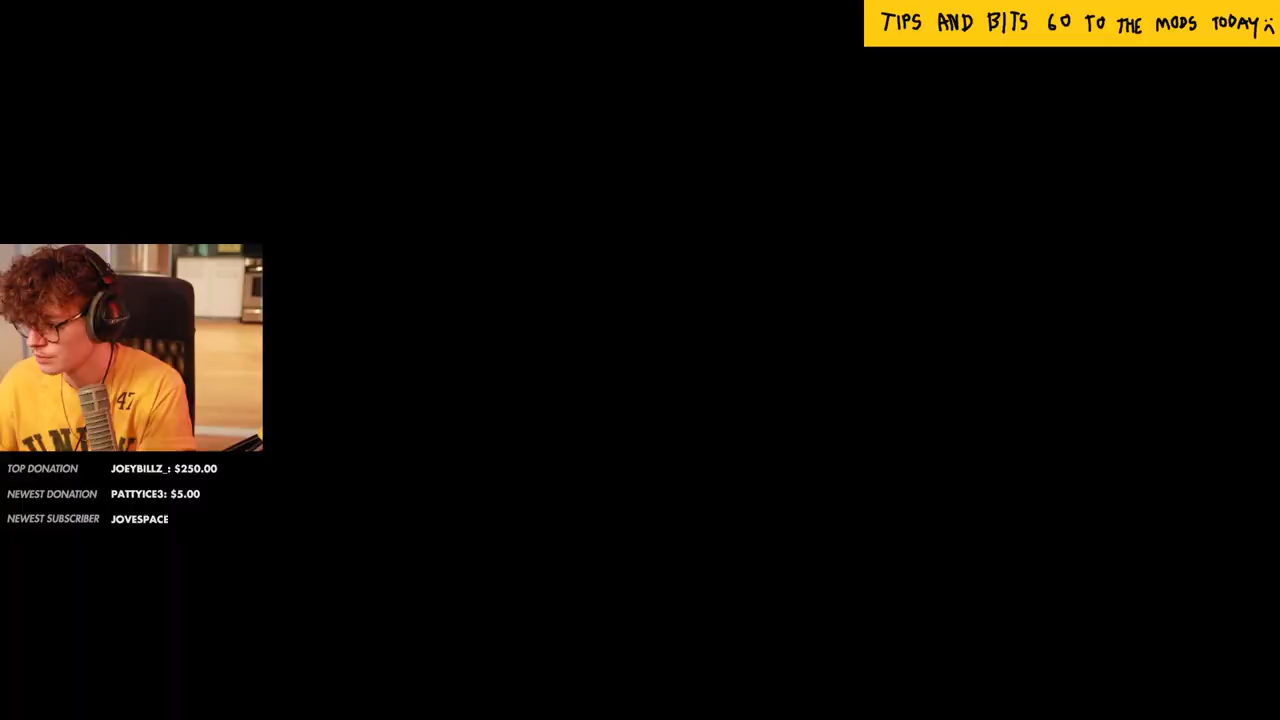 TIPS AND BITS GO TO THE MODS TODAY :(
47
TOP DONATION JOEYBILLZ_: $250.00
NEWEST DONATION PATTYICE3: $5.00
NEWEST SUBSCRIBER JOVESPACE